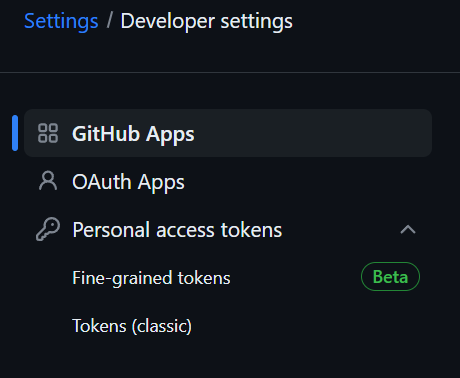 Settings / Developer settings
GitHub Apps
OAuth Apps
Personal access tokens
Fine-grained tokens Beta
Tokens (classic)